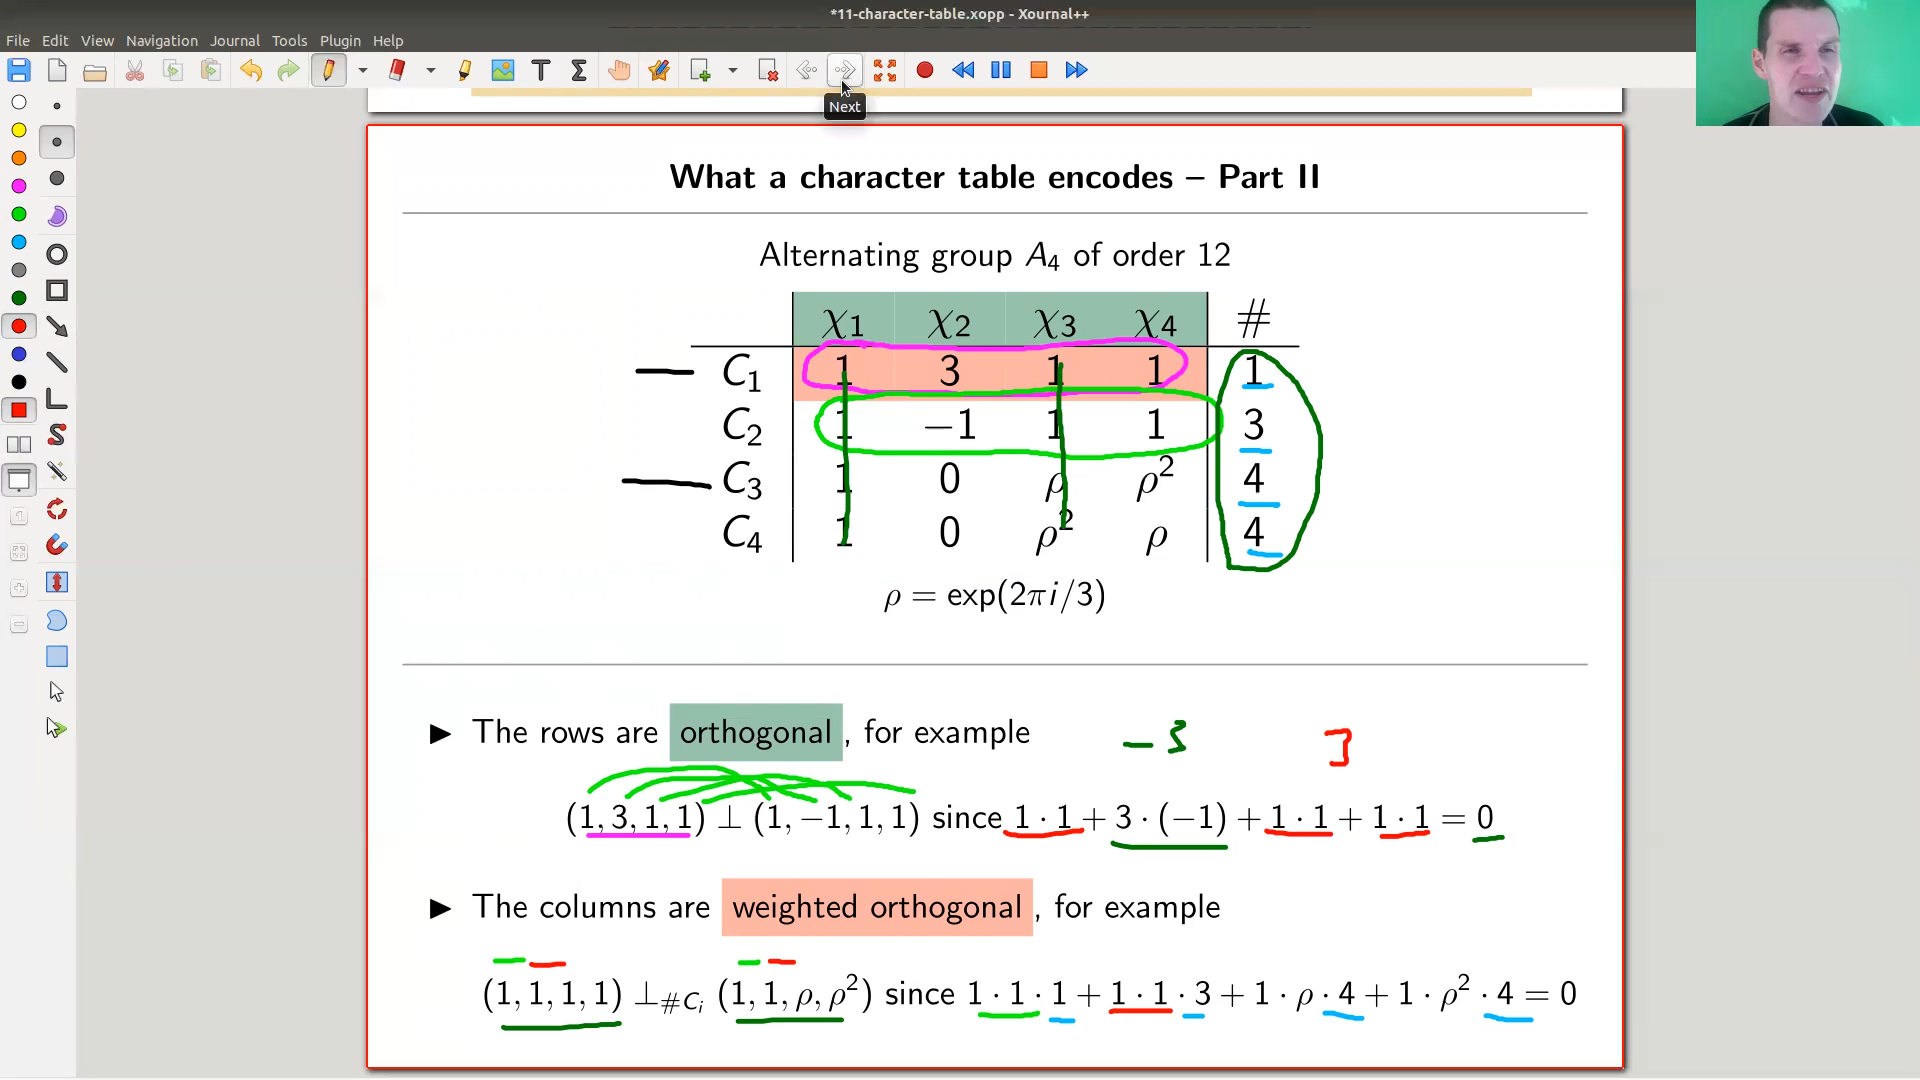 *11-character-table.xopp - Xournal++
File Edit View Navigation Journal Tools Plugin Help
Next
What a character table encodes – Part II
Alternating group A₄ of order 12
χ₁ χ₂ χ₃ χ₄ #
C₁ 1 3 1 1 1
C₂ 1 −1 1 1 3
C₃ 1 0 ρ ρ² 4
C₄ 1 0 ρ² ρ 4
ρ = exp(2πi/3)
▶ The rows are orthogonal, for example
−3 3
(1, 3, 1, 1) ⊥ (1, −1, 1, 1) since 1 · 1 + 3 · (−1) + 1 · 1 + 1 · 1 = 0
▶ The columns are weighted orthogonal, for example
(1, 1, 1, 1) ⊥#Cᵢ (1, 1, ρ, ρ²) since 1 · 1 · 1 + 1 · 1 · 3 + 1 · ρ · 4 + 1 · ρ² · 4 = 0